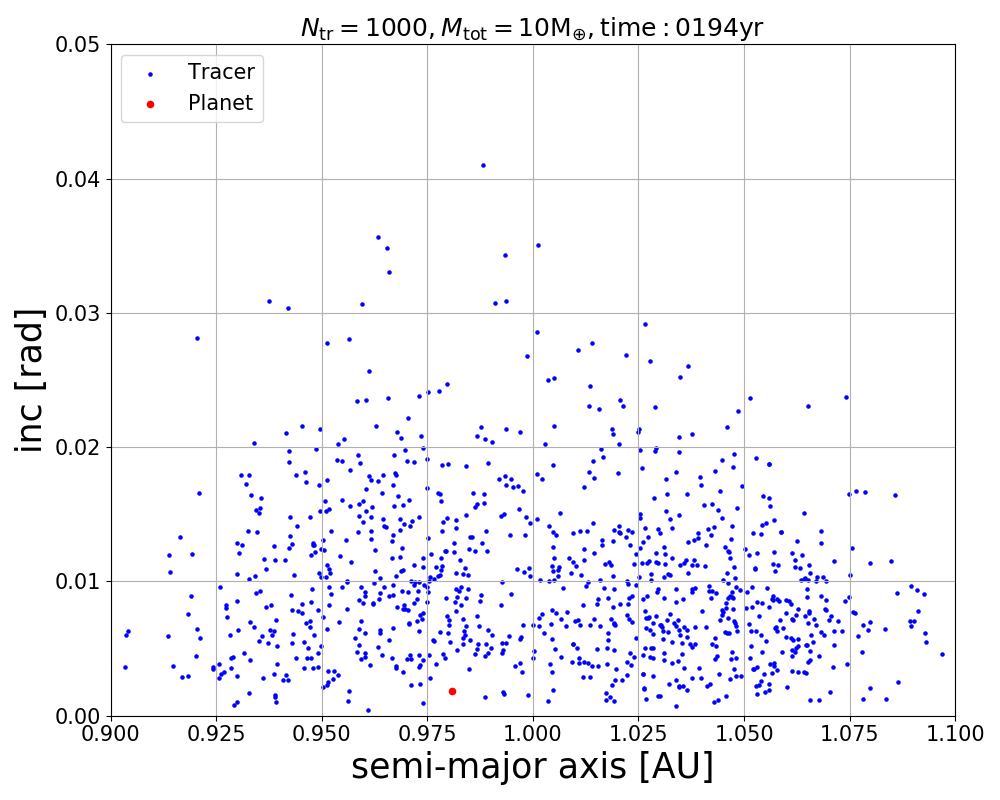 N_tr = 1000, M_tot = 10M_⊕, time : 0194yr
Tracer
Planet
0.05
0.04
0.03
0.02
0.01
0.00
inc [rad]
0.900 0.925 0.950 0.975 1.000 1.025 1.050 1.075 1.100
semi-major axis [AU]